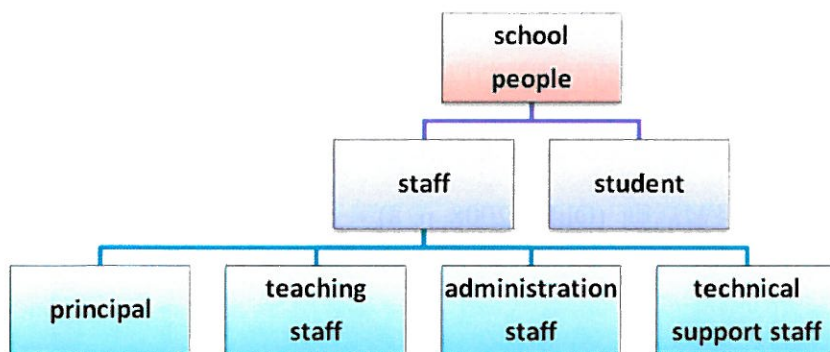 school
people
staff
student
principal
teaching
staff
administration
staff
technical
support staff